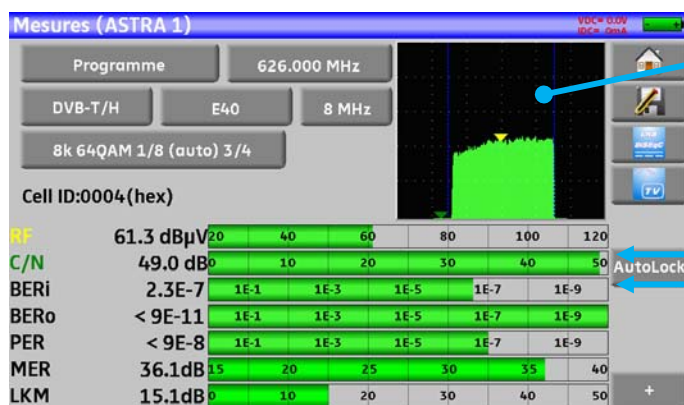 Mesures (ASTRA 1)
VDC= 0.0V
IDC= 0mA
- +
Programme
626.000 MHz
DVB-T/H
E40
8 MHz
8k 64QAM 1/8 (auto) 3/4
Cell ID:0004(hex)
LNB
DiSEqC
TV
RF 61.3 dBµV 20 40 60 80 100 120
C/N 49.0 dB 0 10 20 30 40 50
AutoLock
BERi 2.3E-7 1E-1 1E-3 1E-5 1E-7 1E-9
BERo < 9E-11 1E-1 1E-3 1E-5 1E-7 1E-9
PER < 9E-8 1E-1 1E-3 1E-5 1E-7 1E-9
MER 36.1dB 15 20 25 30 35 40
LKM 15.1dB 0 10 20 30 40 50
+